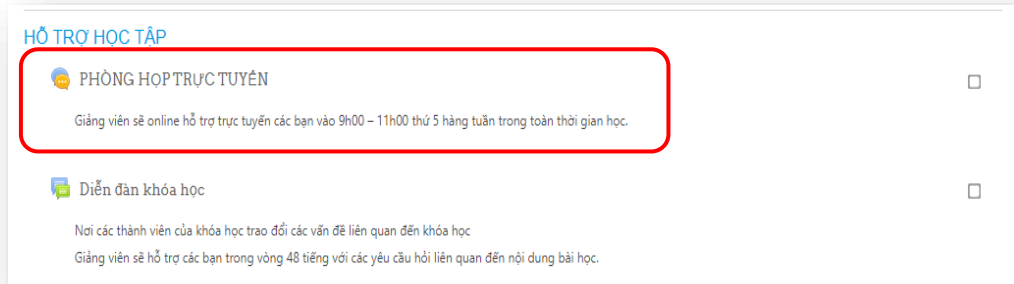 HỖ TRỢ HỌC TẬP
PHÒNG HỌP TRỰC TUYẾN
Giảng viên sẽ online hỗ trợ trực tuyến các bạn vào 9h00 – 11h00 thứ 5 hàng tuần trong toàn thời gian học.
Diễn đàn khóa học
Nơi các thành viên của khóa học trao đổi các vấn đề liên quan đến khóa học
Giảng viên sẽ hỗ trợ các bạn trong vòng 48 tiếng với các yêu cầu hỏi liên quan đến nội dung bài học.